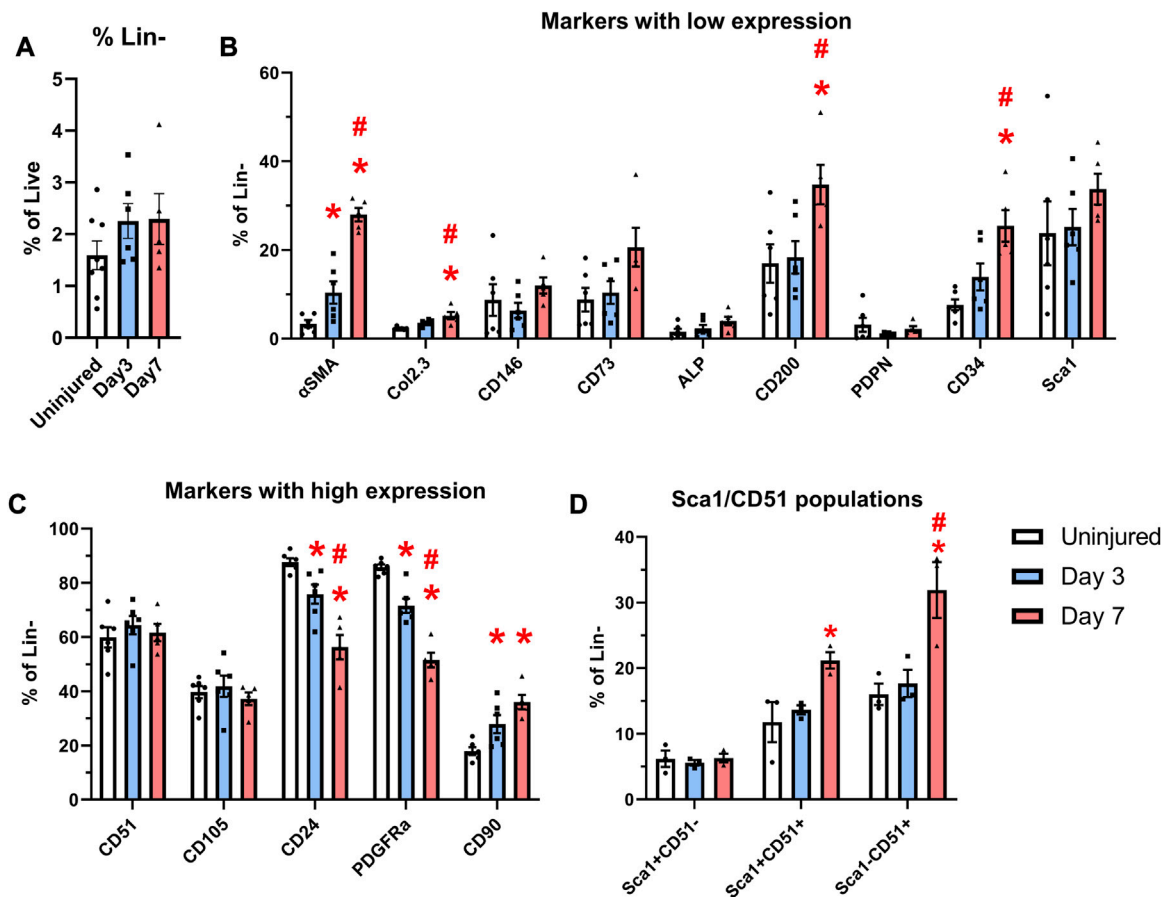 A
% Lin-
% of Live
5
4
3
2
1
0
Uninjured
Day3
Day7
B
Markers with low expression
% of Lin-
60
40
20
0
# 
# 
# 
#
* * * * *
αSMA
Col2.3
CD146
CD73
ALP
CD200
PDPN
CD34
Sca1
C
Markers with high expression
% of Lin-
100
80
60
40
20
0
* # * #
* * * *
CD51
CD105
CD24
PDGFRa
CD90
D
Sca1/CD51 populations
% of Lin-
40
30
20
10
0
#
*
*
Sca1+CD51-
Sca1+CD51+
Sca1-CD51+
Uninjured
Day 3
Day 7